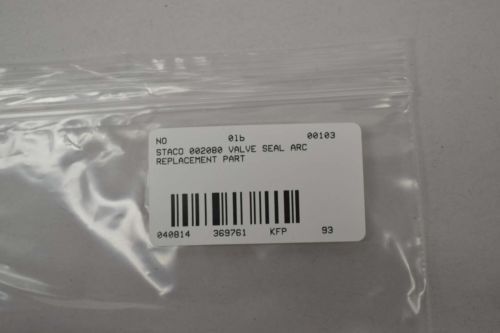 NO 01b 00103
STACO 002080 VALVE SEAL ARC
REPLACEMENT PART
040814 369761 KFP 93